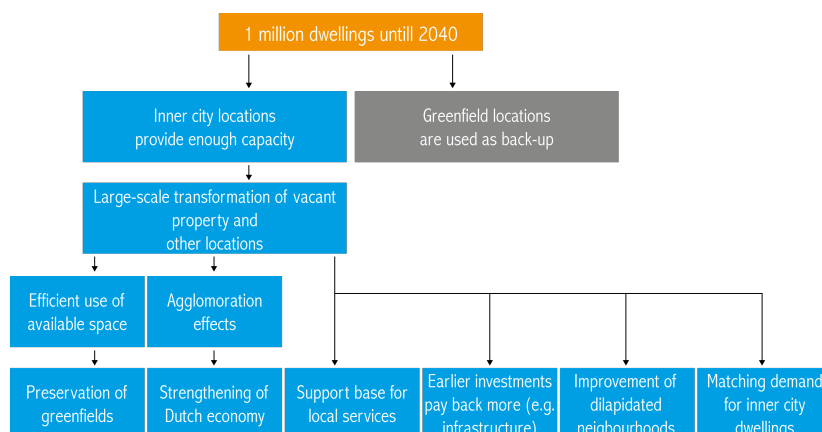 1 million dwellings untill 2040
Inner city locations
provide enough capacity
Greenfield locations
are used as back-up
Large-scale transformation of vacant
property and
other locations
Efficient use of
available space
Agglomoration
effects
Preservation of
greenfields
Strengthening of
Dutch economy
Support base for
local services
Earlier investments
pay back more (e.g.
infrastructure)
Improvement of
dilapidated
neigbourhoods
Matching demand
for inner city
dwellings